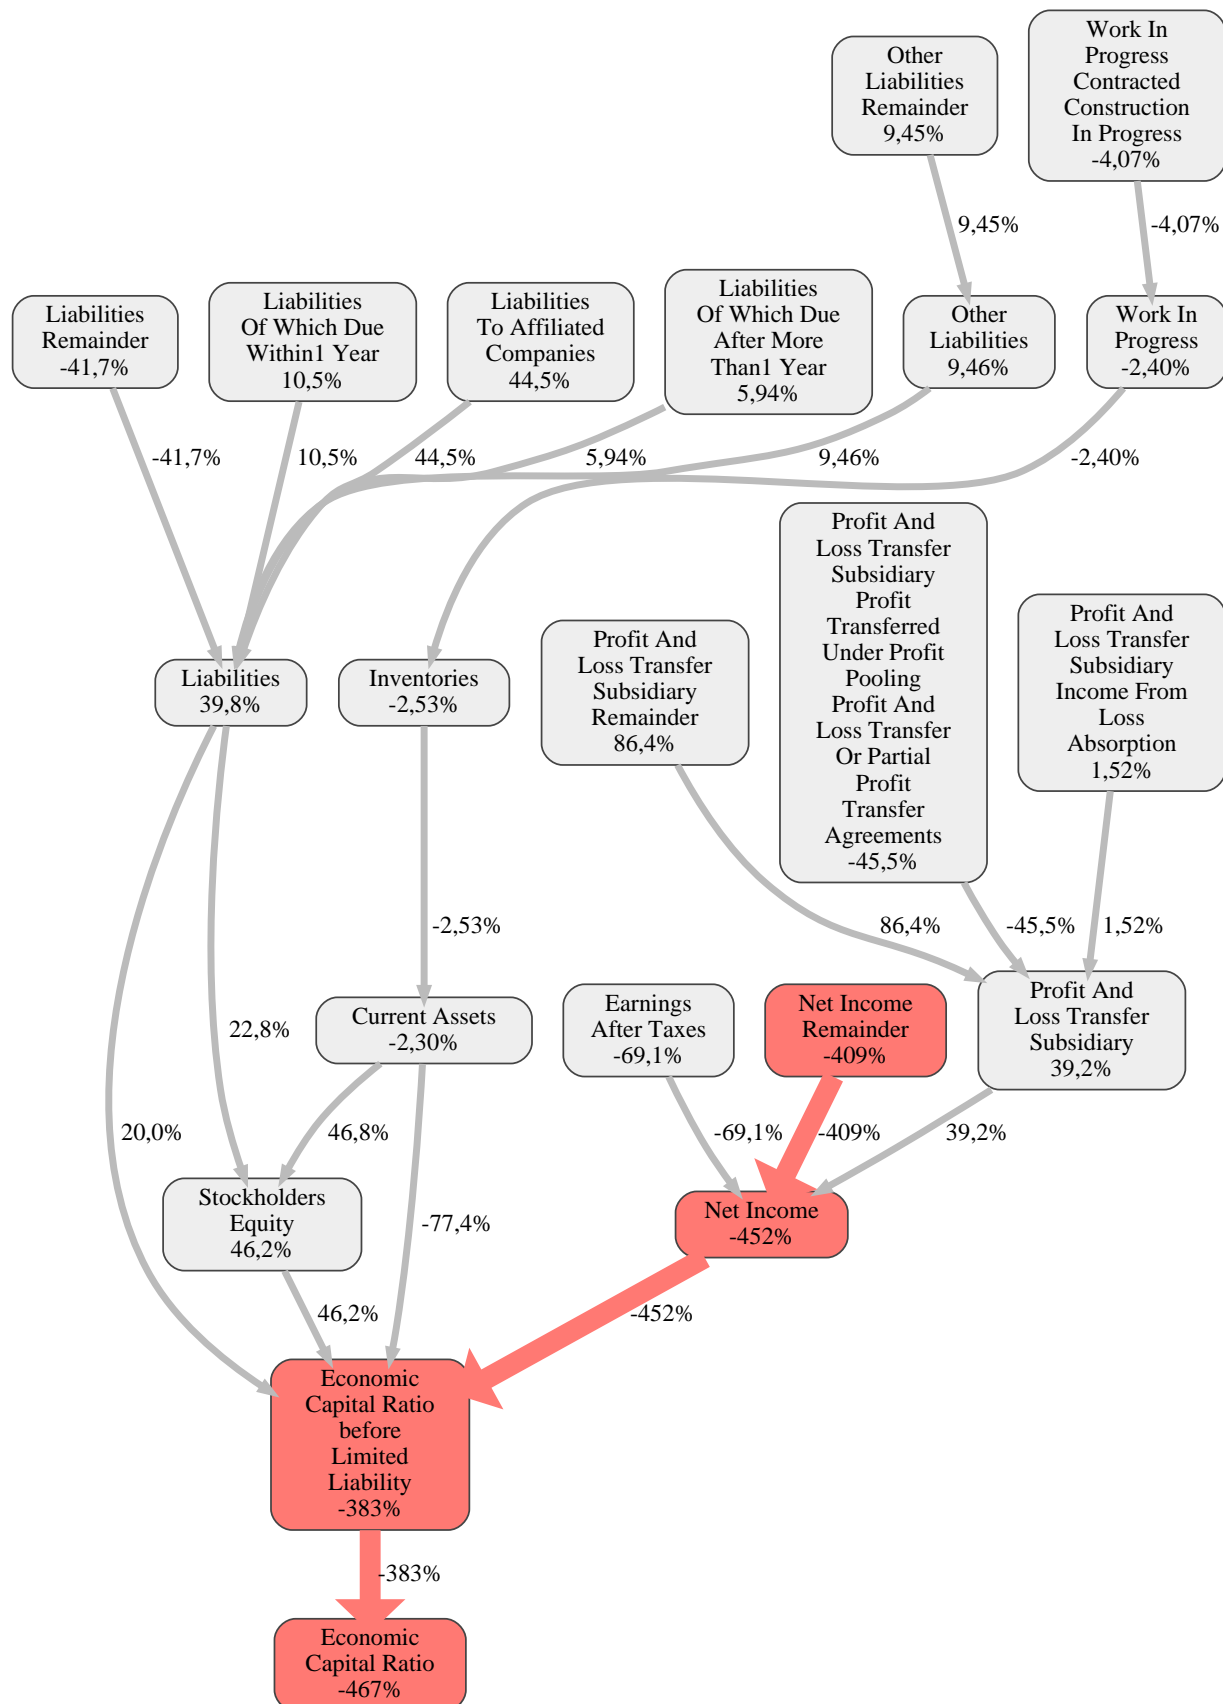 Other
Liabilities
Remainder
9,45%
Work In
Progress
Contracted
Construction
In Progress
-4,07%
9,45%
-4,07%
Liabilities
Remainder
-41,7%
Liabilities
Of Which Due
Within1 Year
10,5%
Liabilities
To Affiliated
Companies
44,5%
Liabilities
Of Which Due
After More
Than1 Year
5,94%
Other
Liabilities
9,46%
Work In
Progress
-2,40%
-41,7%
10,5%
44,5%
5,94%
9,46%
-2,40%
Liabilities
39,8%
Inventories
-2,53%
Profit And
Loss Transfer
Subsidiary
Remainder
86,4%
Profit And
Loss Transfer
Subsidiary
Profit
Transferred
Under Profit
Pooling
Profit And
Loss Transfer
Or Partial
Profit
Transfer
Agreements
-45,5%
Profit And
Loss Transfer
Subsidiary
Income From
Loss
Absorption
1,52%
-2,53%
86,4%
-45,5%
1,52%
22,8%
Current Assets
-2,30%
Earnings
After Taxes
-69,1%
Net Income
Remainder
-409%
Profit And
Loss Transfer
Subsidiary
39,2%
20,0%
46,8%
-69,1%
-409%
39,2%
Stockholders
Equity
46,2%
-77,4%
Net Income
-452%
46,2%
-452%
Economic
Capital Ratio
before
Limited
Liability
-383%
-383%
Economic
Capital Ratio
-467%